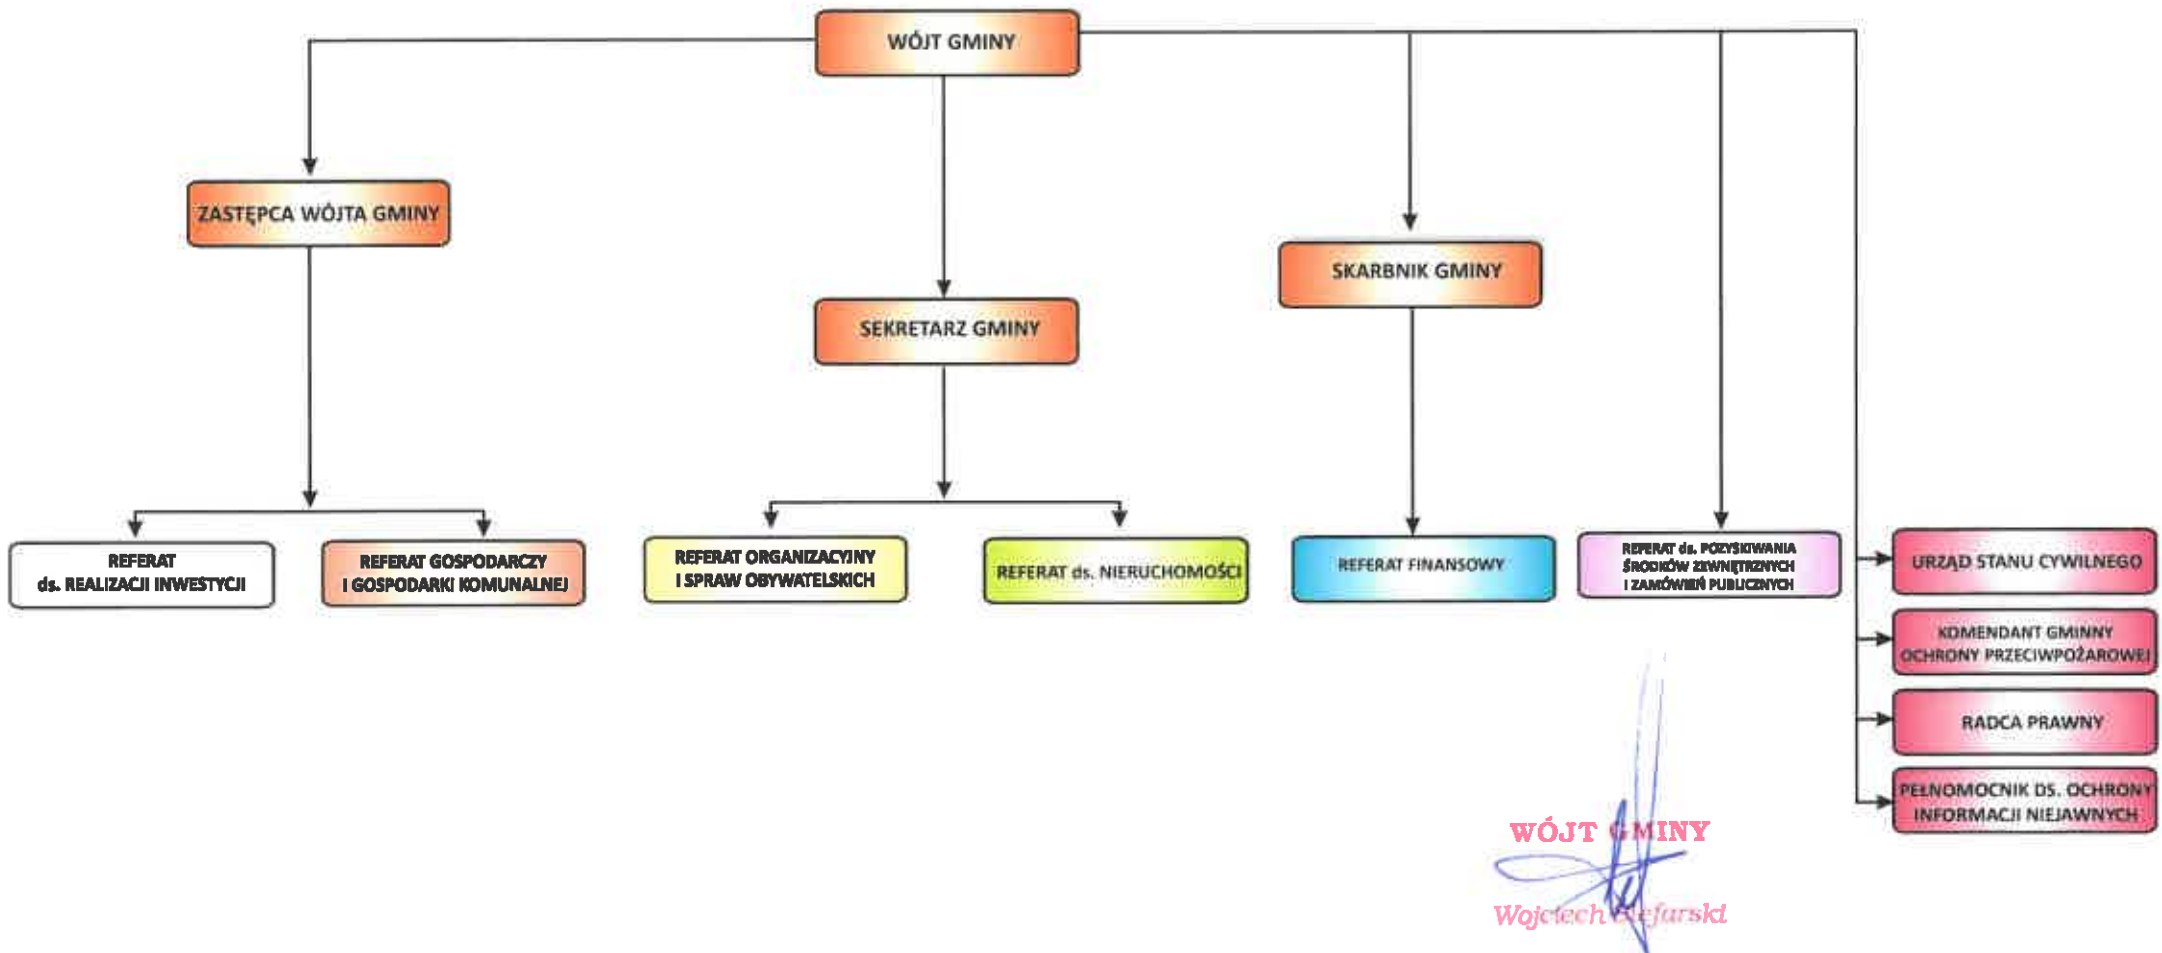 WÓJT GMINY
ZASTĘPCA WÓJTA GMINY
SKARBNIK GMINY
SEKRETARZ GMINY
REFERAT
ds. REALIZACJI INWESTYCJI
REFERAT GOSPODARCZY
I GOSPODARKI KOMUNALNEJ
REFERAT ORGANIZACYJNY
I SPRAW OBYWATELSKICH
REFERAT ds. NIERUCHOMOŚCI
REFERAT FINANSOWY
REFERAT ds. POZYSKIWANIA
ŚRODKÓW ZEWNĘTRZNYCH
I ZAMÓWIEŃ PUBLICZNYCH
URZĄD STANU CYWILNEGO
KOMENDANT GMINNY
OCHRONY PRZECIWPOŻAROWEJ
RADCA PRAWNY
PEŁNOMOCNIK DS. OCHRONY
INFORMACJI NIEJAWNYCH
WÓJT GMINY
Wojciech